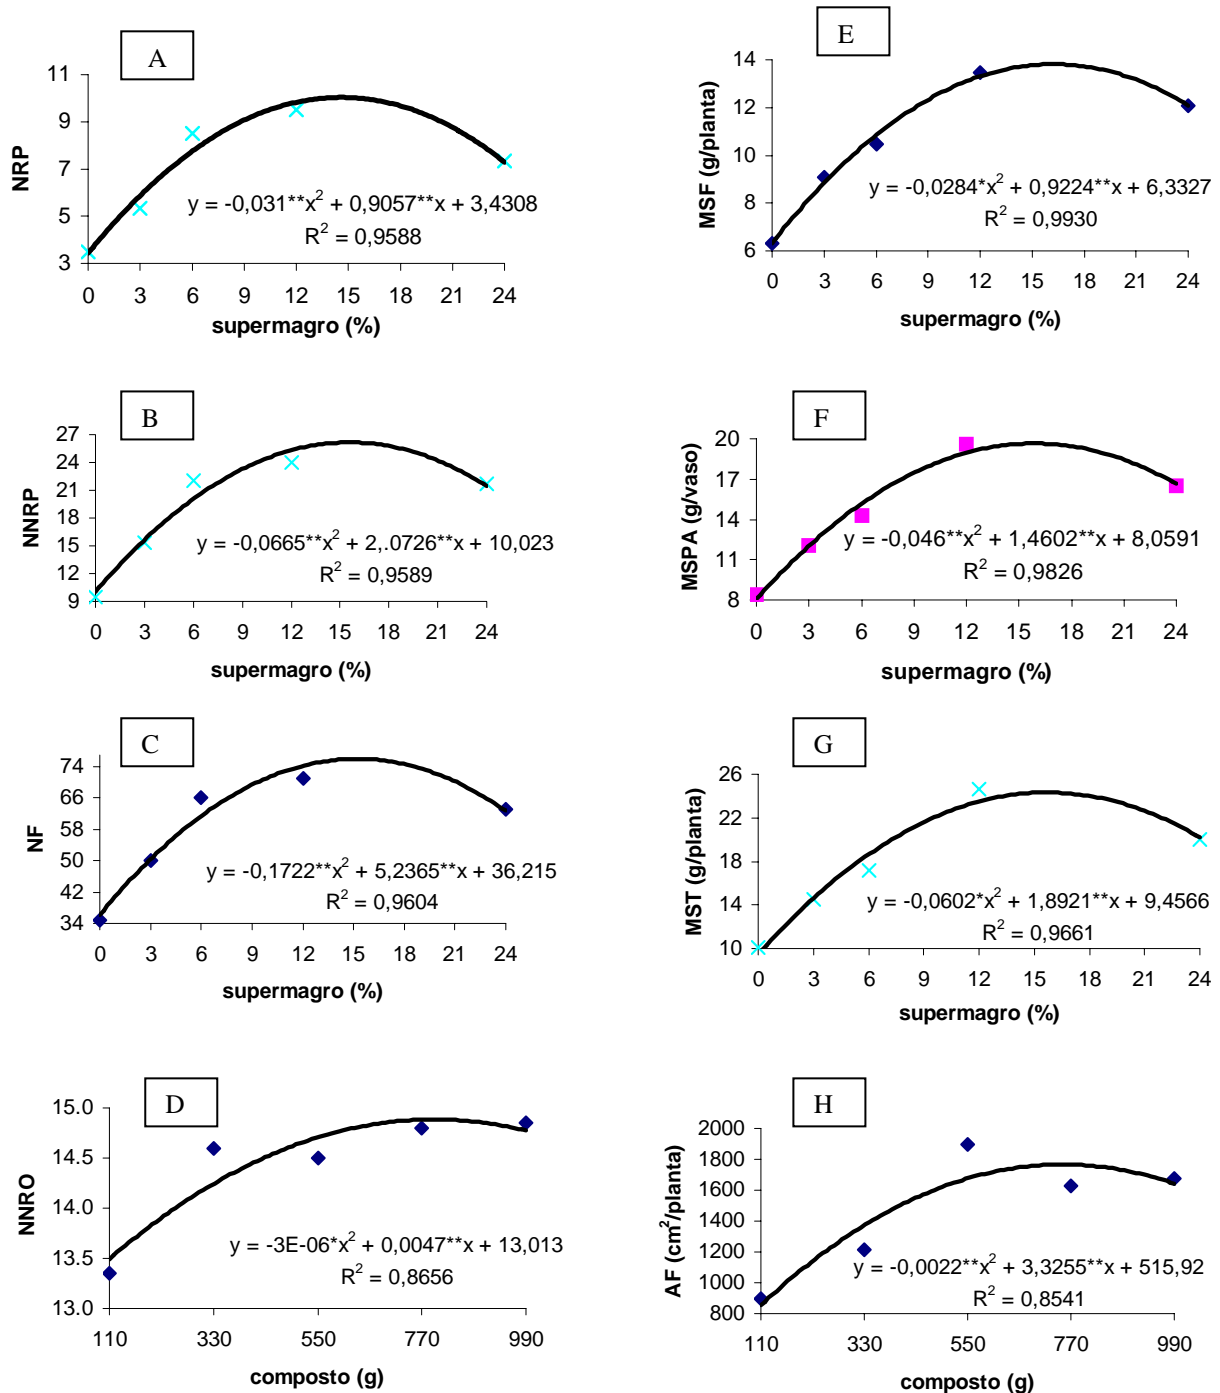 A
NRP
11
9
7
5
3
y = -0,031**x² + 0,9057**x + 3,4308
R² = 0,9588
0 3 6 9 12 15 18 21 24
supermagro (%)
E
MSF (g/planta)
14
12
10
8
6
y = -0,0284*x² + 0,9224**x + 6,3327
R² = 0,9930
0 3 6 9 12 15 18 21 24
supermagro (%)
B
NNRP
27
24
21
18
15
12
9
y = -0,0665**x² + 2,.0726**x + 10,023
R² = 0,9589
0 3 6 9 12 15 18 21 24
supermagro (%)
F
MSPA (g/vaso)
20
17
14
11
8
y = -0,046**x² + 1,4602**x + 8,0591
R² = 0,9826
0 3 6 9 12 15 18 21 24
supermagro (%)
C
NF
74
66
58
50
42
34
y = -0,1722**x² + 5,2365**x + 36,215
R² = 0,9604
0 3 6 9 12 15 18 21 24
supermagro (%)
G
MST (g/planta)
26
22
18
14
10
y = -0,0602*x² + 1,8921**x + 9,4566
R² = 0,9661
0 3 6 9 12 15 18 21 24
supermagro (%)
D
NNRO
15.0
14.5
14.0
13.5
13.0
y = -3E-06*x² + 0,0047**x + 13,013
R² = 0,8656
110 330 550 770 990
composto (g)
H
AF (cm²/planta)
2000
1800
1600
1400
1200
1000
800
y = -0,0022**x² + 3,3255**x + 515,92
R² = 0,8541
110 330 550 770 990
composto (g)